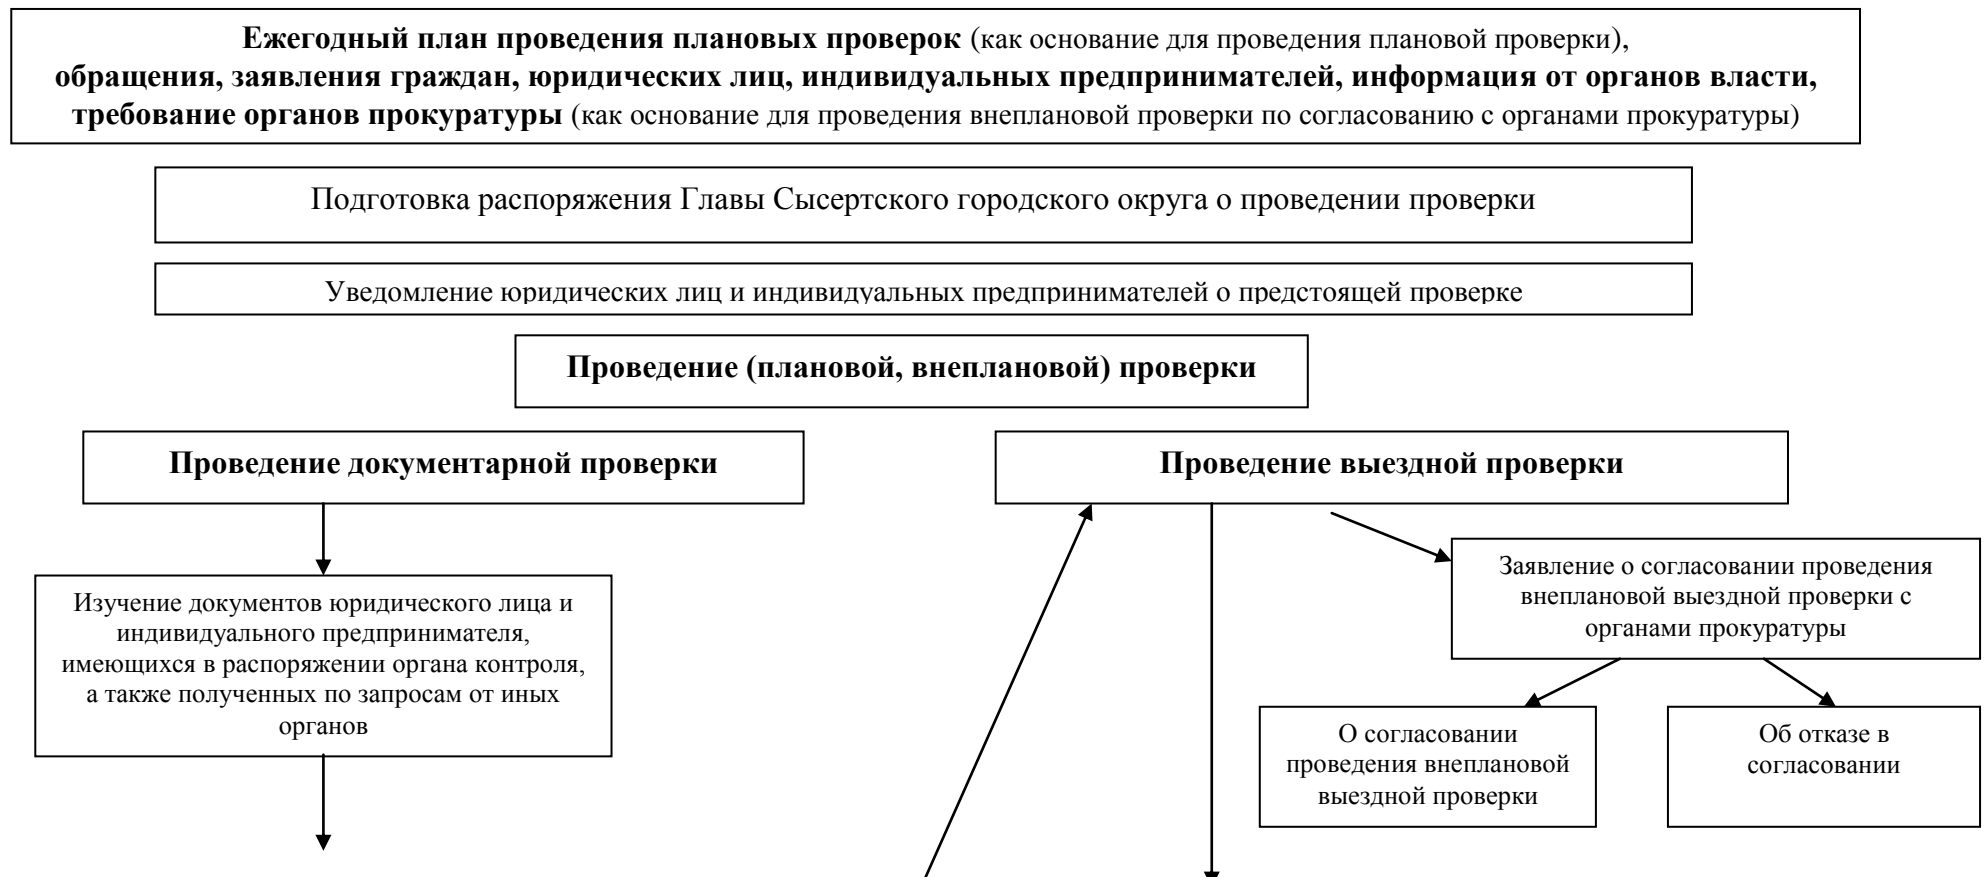 Ежегодный план проведения плановых проверок (как основание для проведения плановой проверки),
обращения, заявления граждан, юридических лиц, индивидуальных предпринимателей, информация от органов власти,
требование органов прокуратуры (как основание для проведения внеплановой проверки по согласованию с органами прокуратуры)
Подготовка распоряжения Главы Сысертского городского округа о проведении проверки
Уведомление юридических лиц и индивидуальных предпринимателей о предстоящей проверке
Проведение (плановой, внеплановой) проверки
Проведение документарной проверки
Проведение выездной проверки
Изучение документов юридического лица и
индивидуального предпринимателя,
имеющихся в распоряжении органа контроля,
а также полученных по запросам от иных
органов
Заявление о согласовании проведения
внеплановой выездной проверки с
органами прокуратуры
О согласовании
проведения внеплановой
выездной проверки
Об отказе в
согласовании